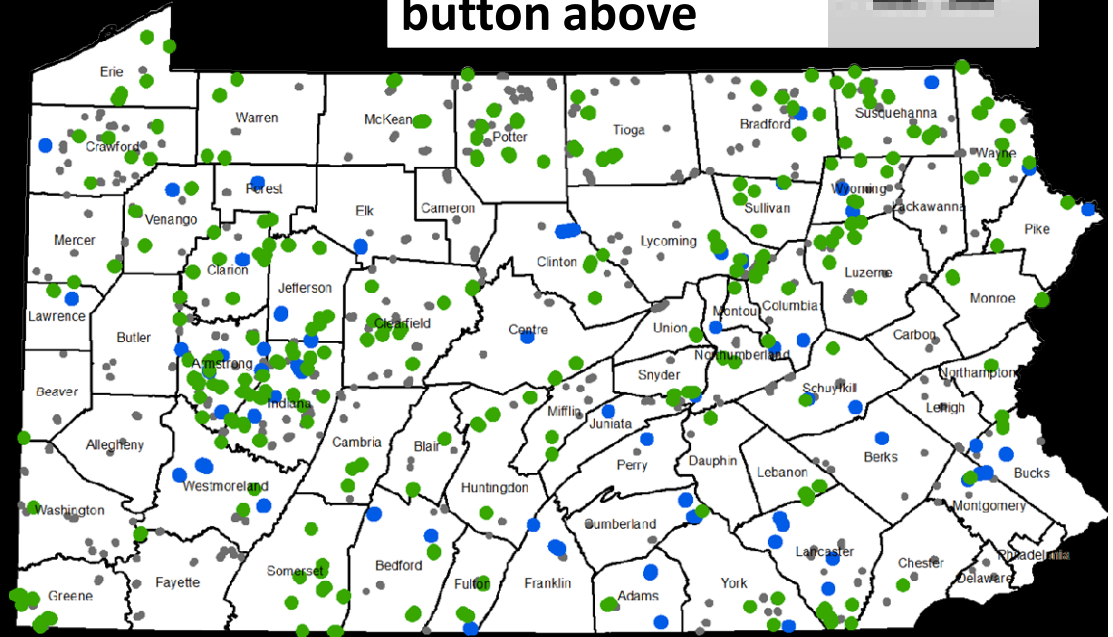 button above
Erie
Warren
McKean
Potter
Tioga
Bradford
Susquehanna
Crawford
Wayne
Forest
Wyoming
Lackawanna
Venango
Elk
Cameron
Sullivan
Pike
Mercer
Lycoming
Clarion
Clinton
Luzerne
Jefferson
Monroe
Lawrence
Columbia
Montour
Clearfield
Centre
Union
Carbon
Butler
Northumberland
Armstrong
Northampton
Snyder
Beaver
Schuylkill
Indiana
Lehigh
Mifflin
Juniata
Allegheny
Cambria
Blair
Berks
Perry
Dauphin
Lebanon
Bucks
Westmoreland
Huntingdon
Montgomery
Washington
Cumberland
Lancaster
Philadelphia
Bedford
Chester
Somerset
Delaware
Fayette
Fulton
Franklin
York
Greene
Adams